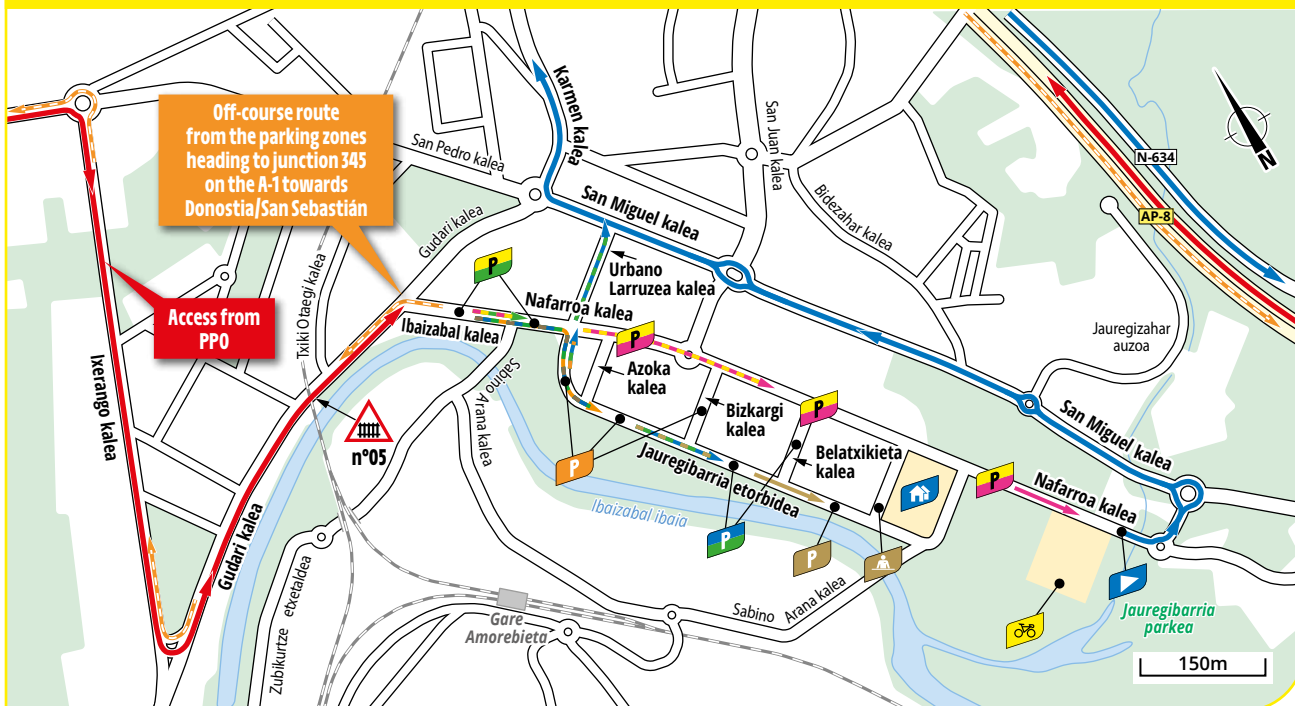 Off-course route
from the parking zones
heading to junction 345
on the A-1 towards
Donostia/San Sebastián
Access from
PPO
Ixerango kalea
Gudari kalea
Txiki Otaegi kalea
San Pedro kalea
Gudari kalea
Karmen kalea
San Miguel kalea
San Juan kalea
Bidezahar kalea
N-634
AP-8
N
Jauregizahar
auzoa
San Miguel kalea
Urbano
Larruzea kalea
P
Nafarroa kalea
Ibaizabal kalea
P
Azoka
kalea
Sabino Arana kalea
P
Bizkargi
kalea
Belatxikieta
kalea
n°05
P
Jauregibarria etorbidea
Ibaizabal ibaia
P
P
P
Nafarroa kalea
Sabino Arana kalea
Zubikurtze etxetaldea
Gare
Amorebieta
Jauregibarria
parkea
150m